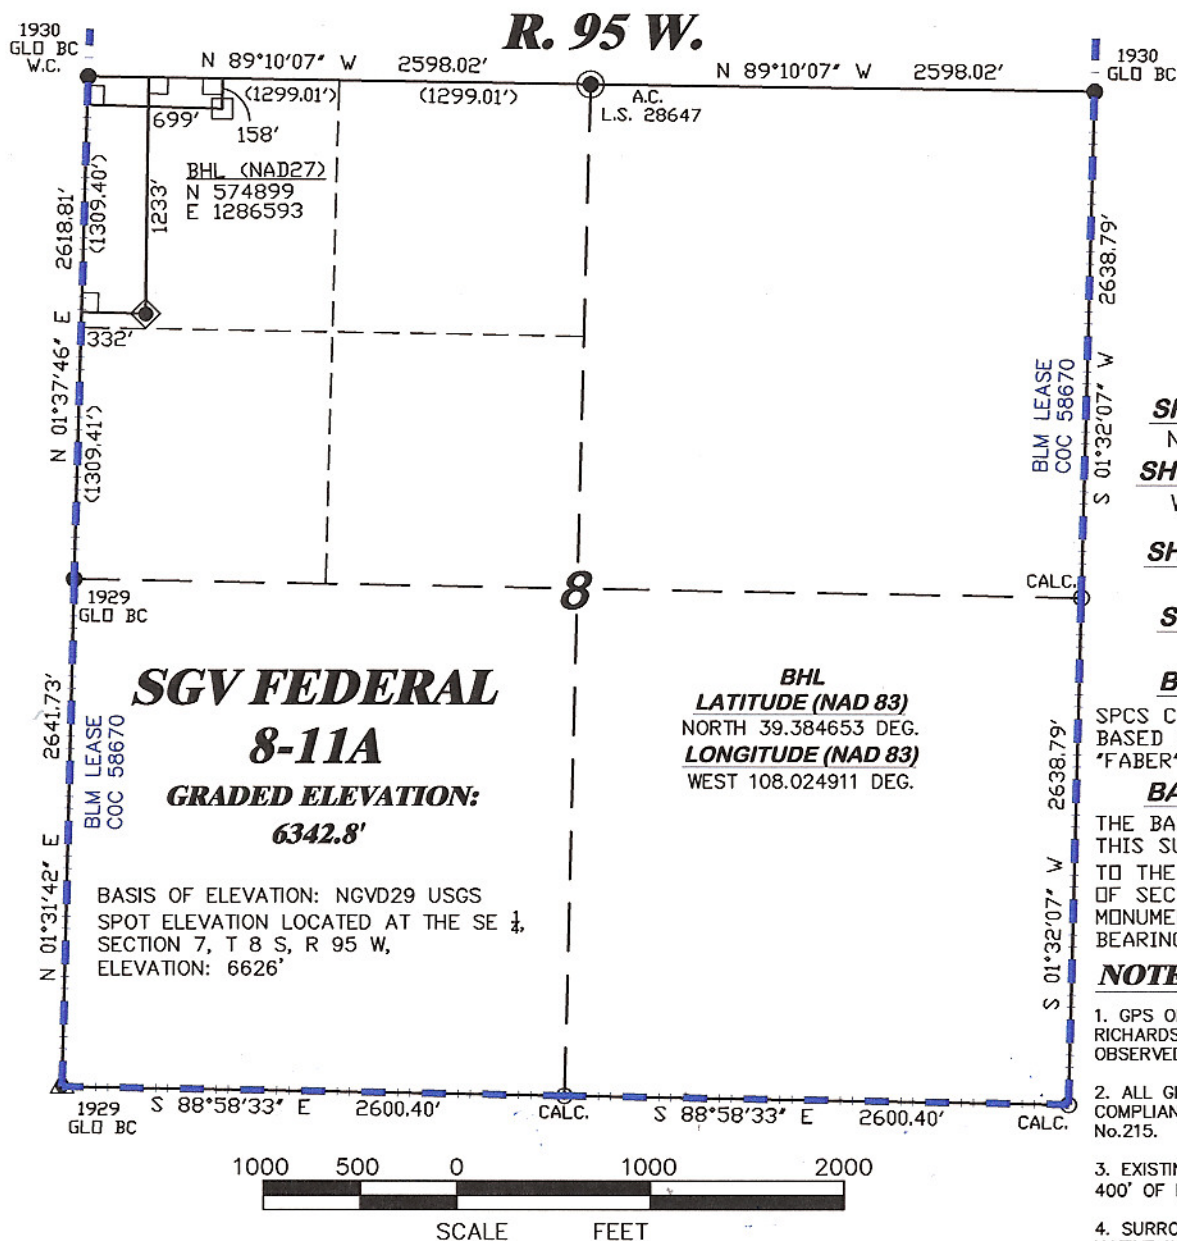 R. 95 W.
1930
GLO BC
W.C.
N 89°10'07" W 2598.02'
(1299.01') (1299.01')
N 89°10'07" W 2598.02'
1930
GLO BC
A.C.
L.S. 28647
699'
158'
BHL (NAD27)
N 574899
E 1286593
1233'
332'
(1309.40')
2618.81'
N 01°37'46" E
(1309.41')
2638.79'
S 01°32'07" W
BLM LEASE
COC 58670
1929
GLO BC
8
CALC.
SGV FEDERAL
8-11A
GRADED ELEVATION:
6342.8'
BHL
LATITUDE (NAD 83)
NORTH 39.384653 DEG.
LONGITUDE (NAD 83)
WEST 108.024911 DEG.
2641.73'
N 01°31'42" E
BLM LEASE
COC 58670
BASIS OF ELEVATION: NGVD29 USGS
SPOT ELEVATION LOCATED AT THE SE 1/4,
SECTION 7, T 8 S, R 95 W,
ELEVATION: 6626'
2638.79'
S 01°32'07" W
1929
GLO BC
S 88°58'33" E 2600.40'
CALC.
S 88°58'33" E 2600.40'
CALC.
1000 500 0 1000 2000
SCALE FEET
N
SH
W
SH
S
B
SPCS C
BASED
"FABER"
BA
THE BA
THIS SU
TO THE
OF SEC
MONUME
BEARING
NOTE
1. GPS O
RICHARDS
OBSERVED
2. ALL G
COMPLIAN
No.215.
3. EXISTIN
400' OF
4. SURRO